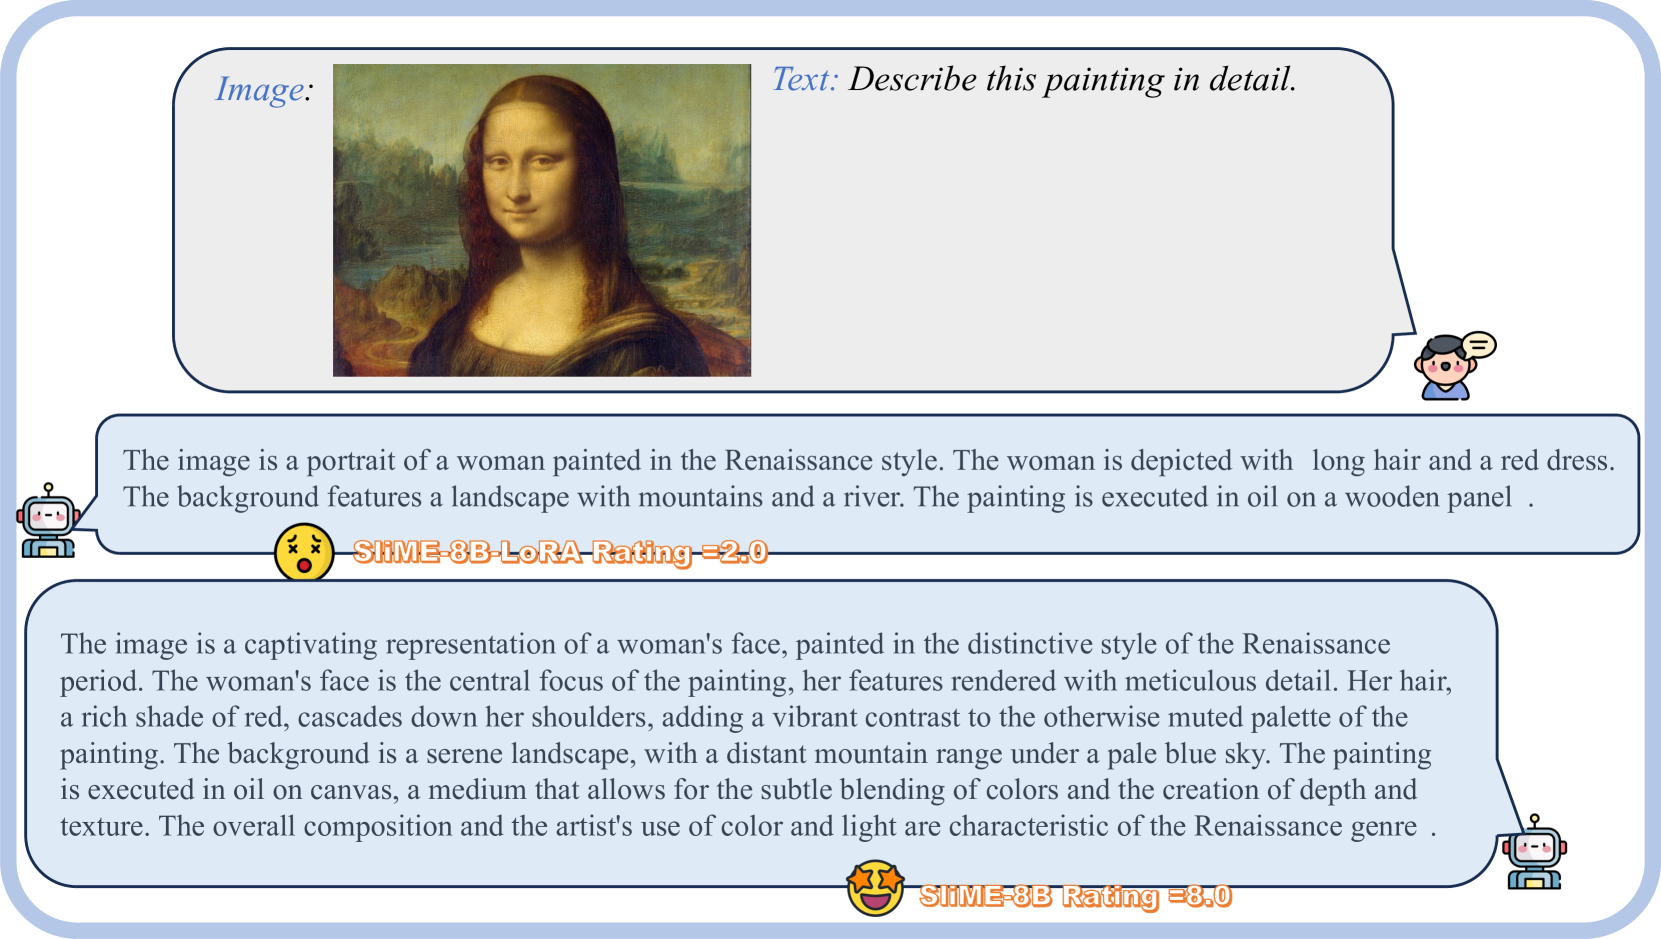 Image:
Text: Describe this painting in detail.
The image is a portrait of a woman painted in the Renaissance style. The woman is depicted with long hair and a red dress.
The background features a landscape with mountains and a river. The painting is executed in oil on a wooden panel .
SliME-8B-LoRA Rating =2.0
The image is a captivating representation of a woman's face, painted in the distinctive style of the Renaissance
period. The woman's face is the central focus of the painting, her features rendered with meticulous detail. Her hair,
a rich shade of red, cascades down her shoulders, adding a vibrant contrast to the otherwise muted palette of the
painting. The background is a serene landscape, with a distant mountain range under a pale blue sky. The painting
is executed in oil on canvas, a medium that allows for the subtle blending of colors and the creation of depth and
texture. The overall composition and the artist's use of color and light are characteristic of the Renaissance genre .
SliME-8B Rating =8.0